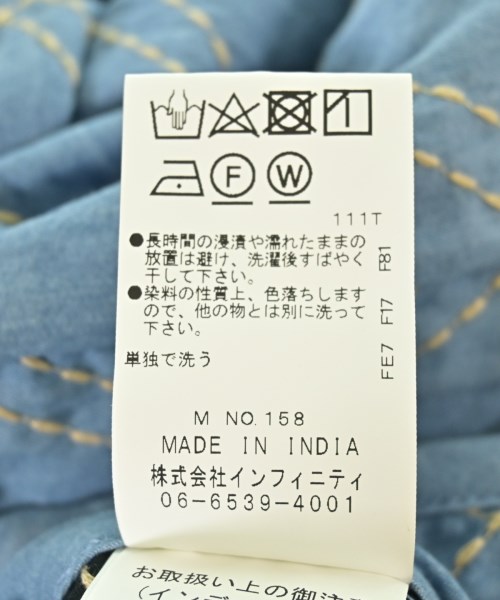 F
W
111T
●長時間の浸漬や濡れたままの
放置は避け、洗濯後すばやく
干して下さい。
●染料の性質上、色落ちします
ので、他の物とは別に洗って
下さい。
単独で洗う
FE7 F17 F81
M NO.158
MADE IN INDIA
株式会社インフィニティ
06-6539-4001
お取扱い上の御注